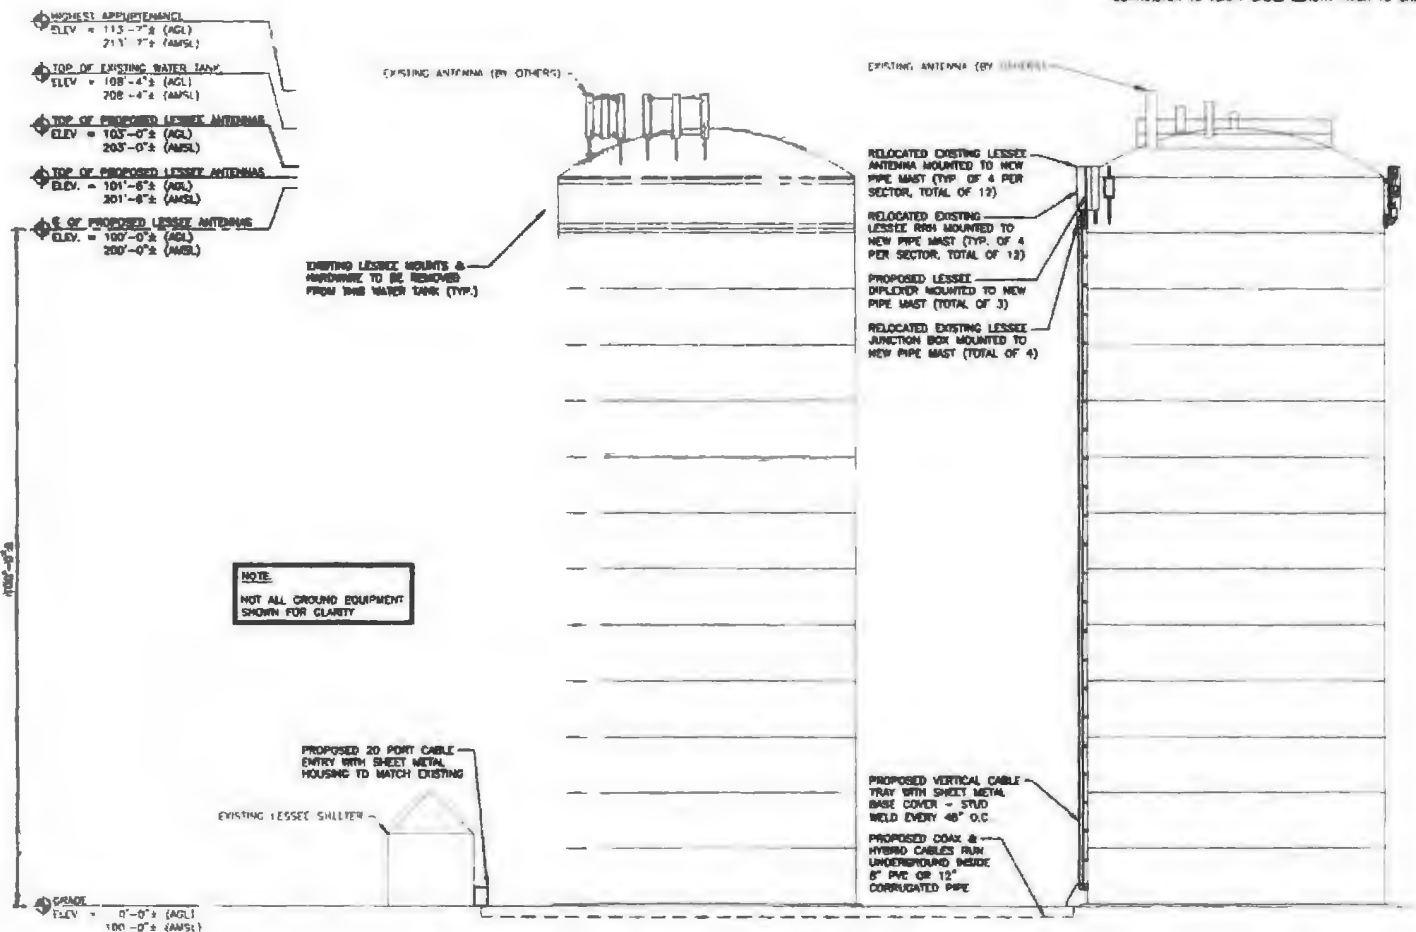 HIGHEST APPURTENANCE
ELEV = 113'-7"± (AGL)
213'-7"± (AMSL)
TOP OF EXISTING WATER TANK
ELEV = 108'-4"± (AGL)
208'-4"± (AMSL)
TOP OF PROPOSED LESSEE ANTENNAS
ELEV = 103'-0"± (AGL)
203'-0"± (AMSL)
TOP OF PROPOSED LESSEE ANTENNAS
ELEV. = 101'-6"± (AGL)
201'-6"± (AMSL)
℄ OF PROPOSED LESSEE ANTENNAS
ELEV. = 100'-0"± (AGL)
200'-0"± (AMSL)
100'-0"±
EXISTING ANTENNA (BY OTHERS)
EXISTING LESSEE MOUNTS &
HARDWARE TO BE REMOVED
FROM THIS WATER TANK (TYP.)
NOTE:
NOT ALL GROUND EQUIPMENT
SHOWN FOR CLARITY
PROPOSED 20 PORT CABLE
ENTRY WITH SHEET METAL
HOUSING TO MATCH EXISTING
EXISTING LESSEE SHELTER
GRADE
ELEV = 0'-0"± (AGL)
100'-0"± (AMSL)
EXISTING ANTENNA (BY OTHERS)
RELOCATED EXISTING LESSEE
ANTENNA MOUNTED TO NEW
PIPE MAST (TYP. OF 4 PER
SECTOR, TOTAL OF 12)
RELOCATED EXISTING
LESSEE RRH MOUNTED TO
NEW PIPE MAST (TYP. OF 4
PER SECTOR, TOTAL OF 12)
PROPOSED LESSEE
DIPLEXER MOUNTED TO NEW
PIPE MAST (TOTAL OF 3)
RELOCATED EXISTING LESSEE
JUNCTION BOX MOUNTED TO
NEW PIPE MAST (TOTAL OF 4)
PROPOSED VERTICAL CABLE
TRAY WITH SHEET METAL
BASE COVER - STUD
WELD EVERY 48" O.C.
PROPOSED COAX &
HYBRID CABLES RUN
UNDERGROUND INSIDE
8" PVC OR 12"
CORRUGATED PIPE